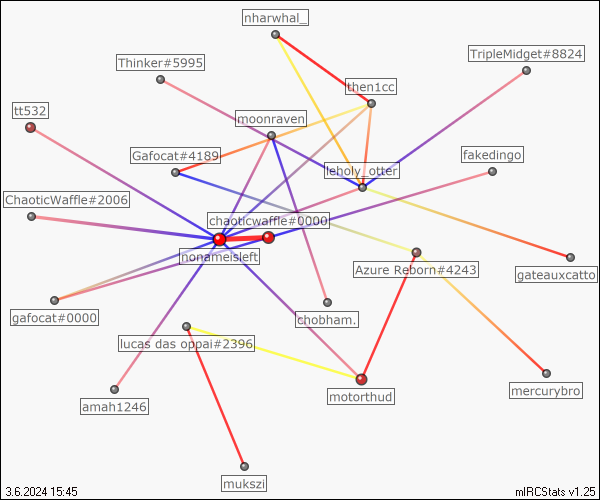 nharwhal_
TripleMidget#8824
Thinker#5995
then1cc
tt532
moonraven
Gafocat#4189
fakedingo
leholy_otter
ChaoticWaffle#2006
chaoticwaffle#0000
nonameisleft
Azure Reborn#4243
gateauxcatto
gafocat#0000
chobham.
lucas das oppai#2396
motorthud
mercurybro
amah1246
mukszi
3.6.2024 15:45
mIRCStats v1.25